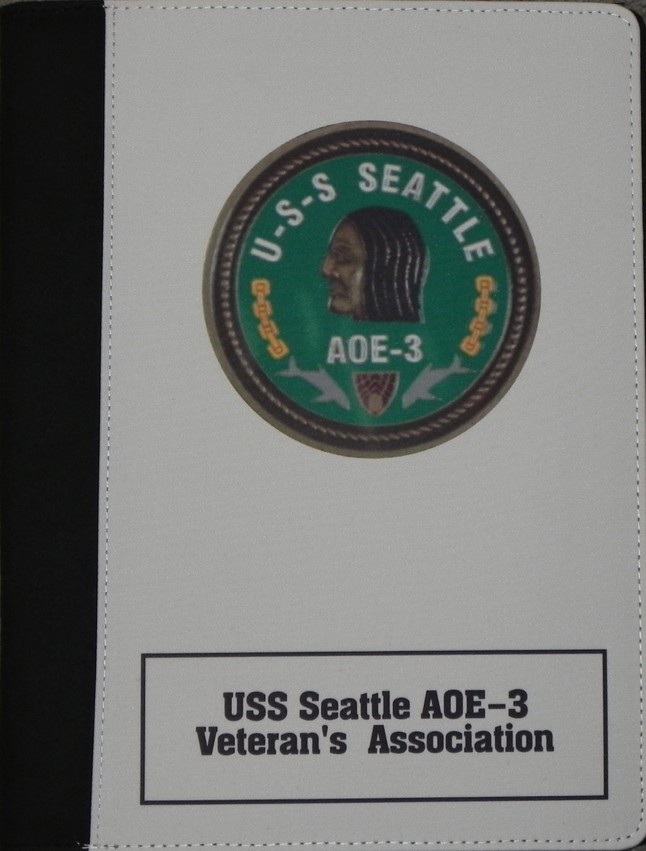 U-S-S SEATTLE
AOE-3
USS Seattle AOE-3
Veteran's Association